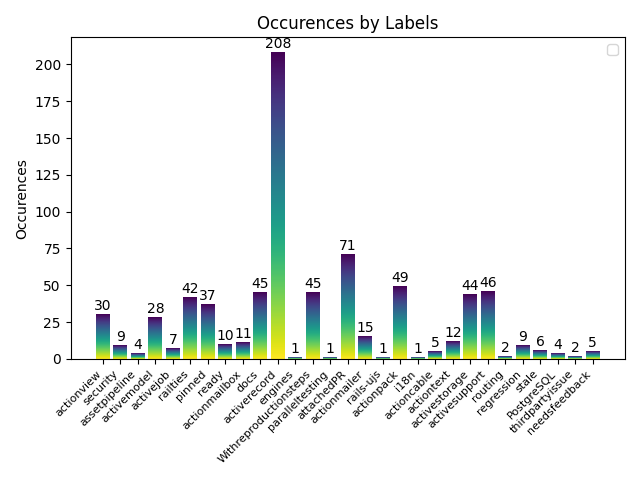 Occurences by Labels
Occurences
200
175
150
125
100
75
50
25
0
30
9
4
28
7
42
37
10
11
45
208
1
45
1
71
15
1
49
1
5
12
44
46
2
9
6
4
2
5
actionview
security
assetpipeline
activemodel
activejob
railties
pinned
ready
actionmailbox
docs
activerecord
engines
Withreproductionsteps
paralleltesting
attachedPR
actionmailer
rails-ujs
actionpack
i18n
actioncable
actiontext
activestorage
activesupport
routing
regression
stale
PostgreSQL
thirdpartyissue
needsfeedback